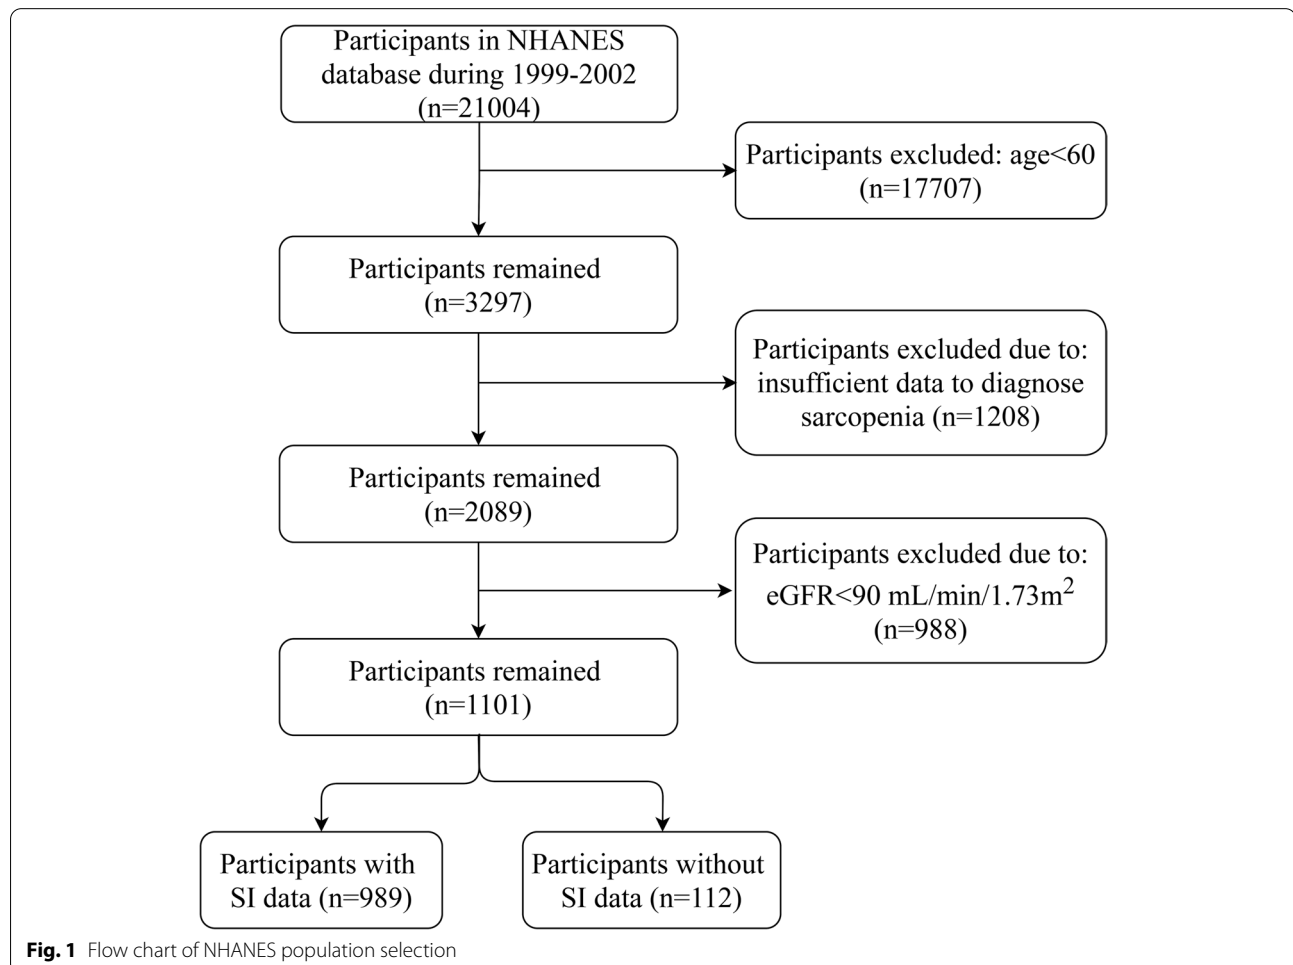 Participants in NHANES
database during 1999-2002
(n=21004)
Participants excluded: age<60
(n=17707)
Participants remained
(n=3297)
Participants excluded due to:
insufficient data to diagnose
sarcopenia (n=1208)
Participants remained
(n=2089)
Participants excluded due to:
eGFR<90 mL/min/1.73m²
(n=988)
Participants remained
(n=1101)
Participants with
SI data (n=989)
Participants without
SI data (n=112)
Fig. 1 Flow chart of NHANES population selection